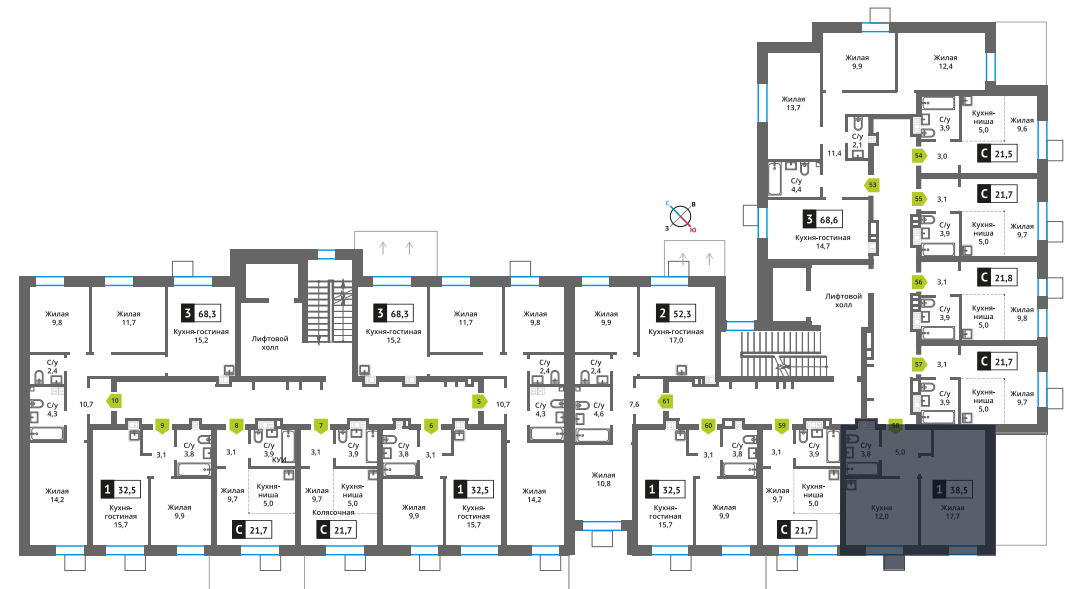 Жилая
9,9
Жилая
12,4
Жилая
13,7
С/у
2,1
11,4
С/у
4,4
53
3 68,6
Кухня-гостиная
14,7
С/у
3,9
Кухня-
ниша
5,0
Жилая
9,6
54
3,0
С 21,5
55
3,1
С 21,7
С/у
3,9
Кухня-
ниша
5,0
Жилая
9,7
56
3,1
С 21,8
С/у
3,9
Кухня-
ниша
5,0
Жилая
9,8
57
3,1
С 21,7
С/у
3,9
Кухня-
ниша
5,0
Жилая
9,7
Лифтовой
холл
С
В
З
Ю
Жилая
9,8
Жилая
11,7
3 68,3
Кухня-гостиная
15,2
Лифтовой
холл
3 68,3
Кухня-гостиная
15,2
Жилая
11,7
Жилая
9,8
Жилая
9,9
2 52,3
Кухня-гостиная
17,0
С/у
2,4
С/у
4,3
10,7
10
5
10,7
С/у
2,4
С/у
4,3
С/у
2,4
С/у
4,6
7,6
61
9
3,1
С/у
3,8
8
3,1
С/у
3,9
КУИ
7
3,1
С/у
3,9
С/у
3,8
6
3,1
60
3,1
С/у
3,8
59
3,1
С/у
3,9
58
С/у
3,8
5,0
Жилая
14,2
1 32,5
Кухня-
гостиная
15,7
Жилая
9,9
Жилая
9,7
Кухня-
ниша
5,0
С 21,7
Жилая
9,7
Кухня-
ниша
5,0
Колясочная
С 21,7
Жилая
9,9
1 32,5
Кухня-
гостиная
15,7
Жилая
14,2
Жилая
10,8
1 32,5
Кухня-
гостиная
15,7
Жилая
9,9
Жилая
9,7
Кухня-
ниша
5,0
С 21,7
Кухня
12,0
1 38,5
Жилая
17,7